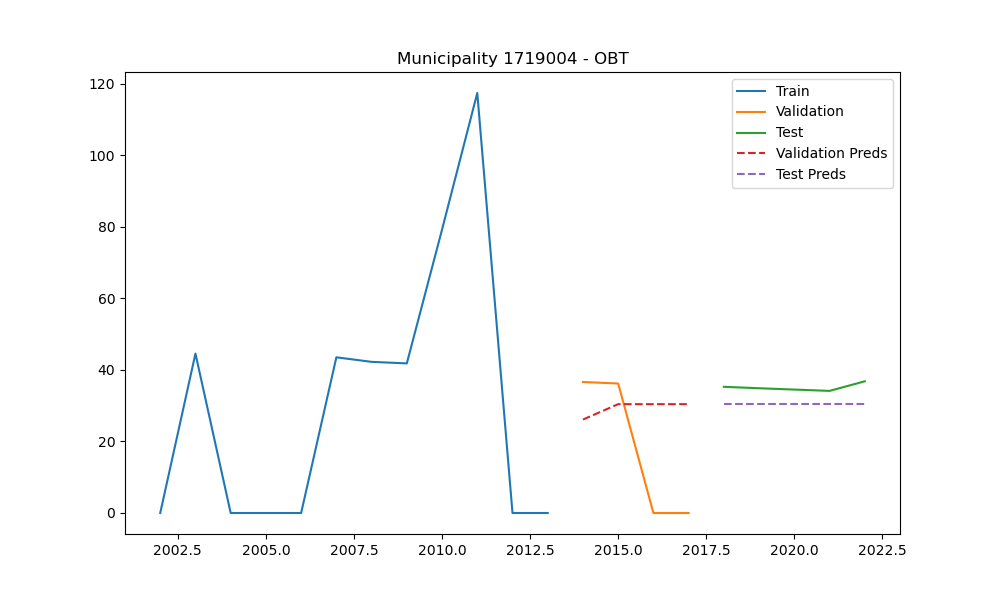 Municipality 1719004 - OBT
120
100
80
60
40
20
0
2002.5 2005.0 2007.5 2010.0 2012.5 2015.0 2017.5 2020.0 2022.5
Train
Validation
Test
Validation Preds
Test Preds